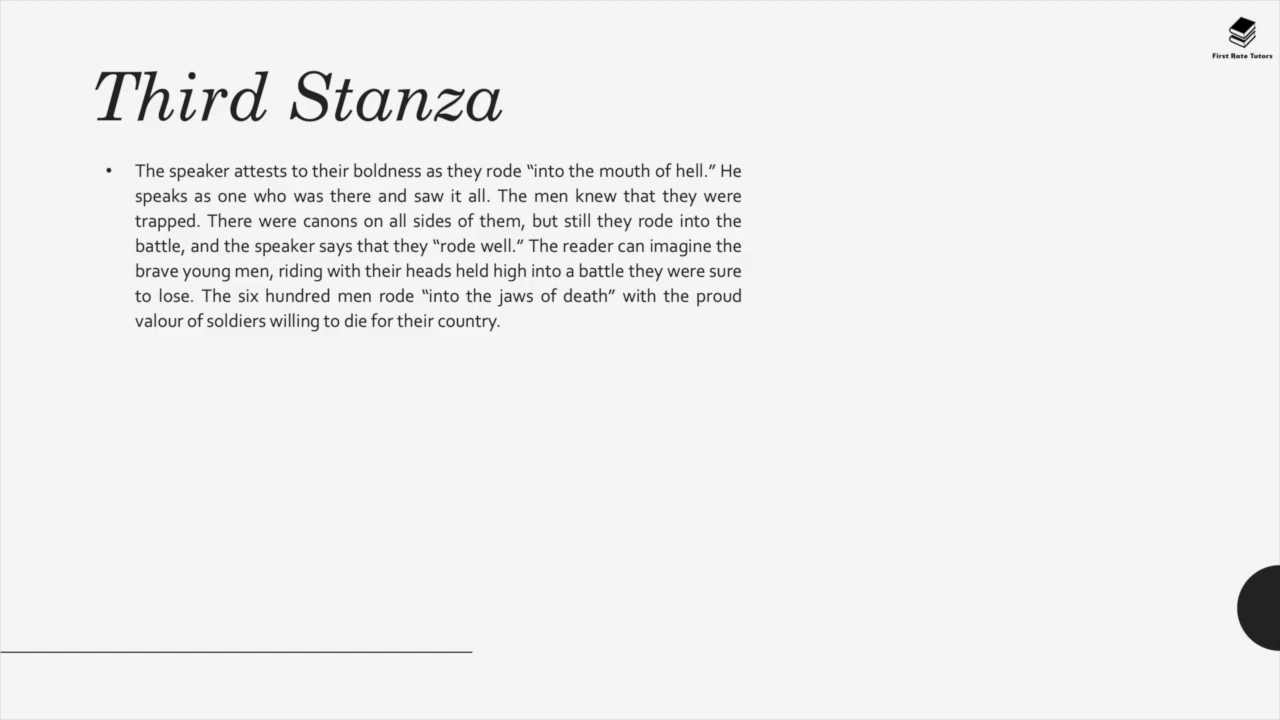 First Rate Tutors
Third Stanza
• The speaker attests to their boldness as they rode “into the mouth of hell.” He
speaks as one who was there and saw it all. The men knew that they were
trapped. There were canons on all sides of them, but still they rode into the
battle, and the speaker says that they “rode well.” The reader can imagine the
brave young men, riding with their heads held high into a battle they were sure
to lose. The six hundred men rode “into the jaws of death” with the proud
valour of soldiers willing to die for their country.